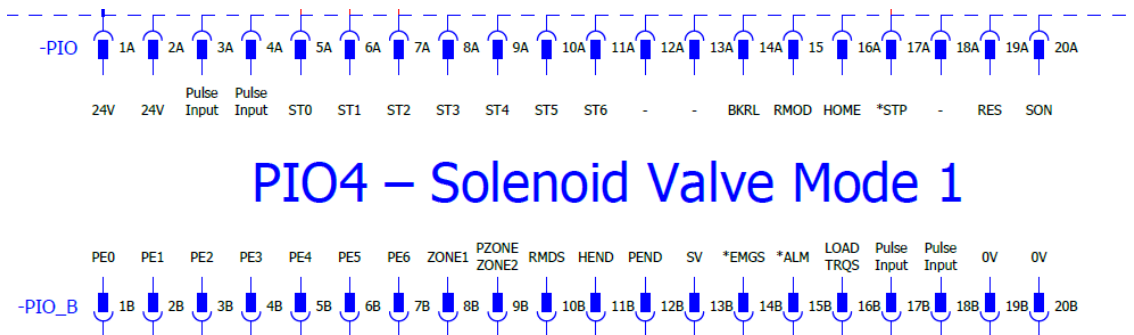 -PIO 1A 2A 3A 4A 5A 6A 7A 8A 9A 10A 11A 12A 13A 14A 15 16A 17A 18A 19A 20A
24V 24V Pulse Input Pulse Input ST0 ST1 ST2 ST3 ST4 ST5 ST6 - - BKRL RMOD HOME *STP - RES SON
PIO4 – Solenoid Valve Mode 1
PE0 PE1 PE2 PE3 PE4 PE5 PE6 ZONE1 PZONE ZONE2 RMDS HEND PEND SV *EMGS *ALM LOAD TRQS Pulse Input Pulse Input 0V 0V
-PIO_B 1B 2B 3B 4B 5B 6B 7B 8B 9B 10B 11B 12B 13B 14B 15B 16B 17B 18B 19B 20B